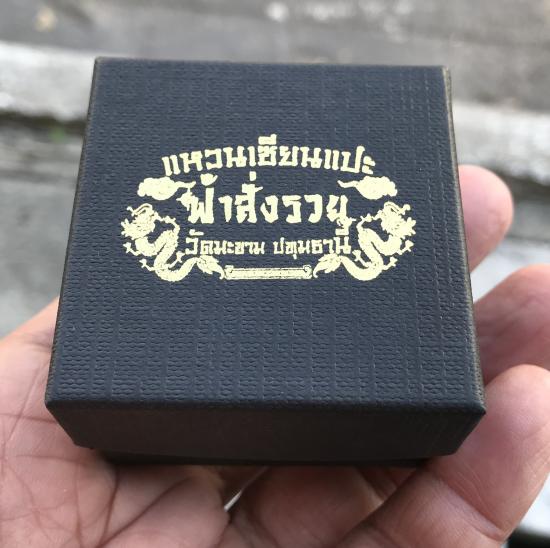 แหวนเซียนแปะ
ฟ้าสั่งรวย
วัดมะขาม ปทุมธานี